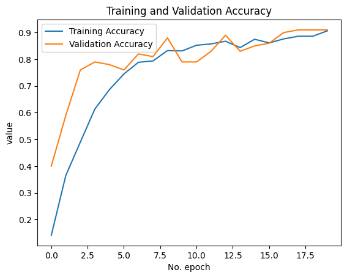 Training and Validation Accuracy
Training Accuracy
Validation Accuracy
0.9
0.8
0.7
0.6
0.5
0.4
0.3
0.2
value
0.0 2.5 5.0 7.5 10.0 12.5 15.0 17.5
No. epoch